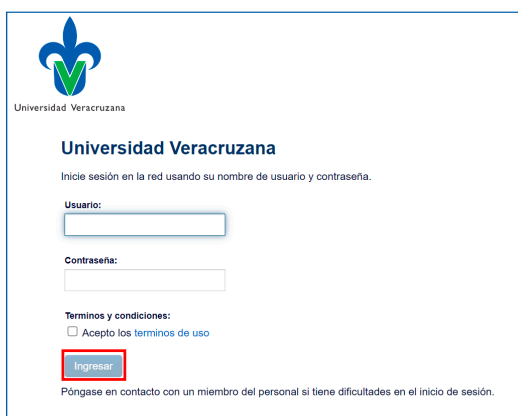 Universidad Veracruzana
Universidad Veracruzana
Inicie sesión en la red usando su nombre de usuario y contraseña.
Usuario:
Contraseña:
Terminos y condiciones:
Acepto los terminos de uso
Ingresar
Póngase en contacto con un miembro del personal si tiene dificultades en el inicio de sesión.